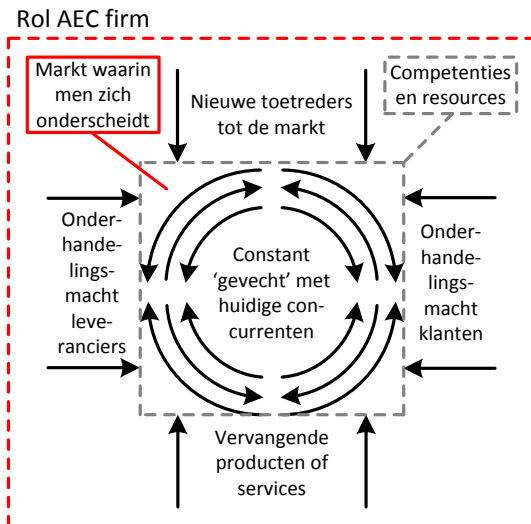 Rol AEC firm
Markt waarin
men zich
onderscheidt
Nieuwe toetreders
tot de markt
Competenties
en resources
Onder-
hande-
lings-
macht
leve-
ranciers
Constant
‘gevecht’ met
huidige con-
currenten
Onder-
hande-
lings-
macht
klanten
Vervangende
producten of
services